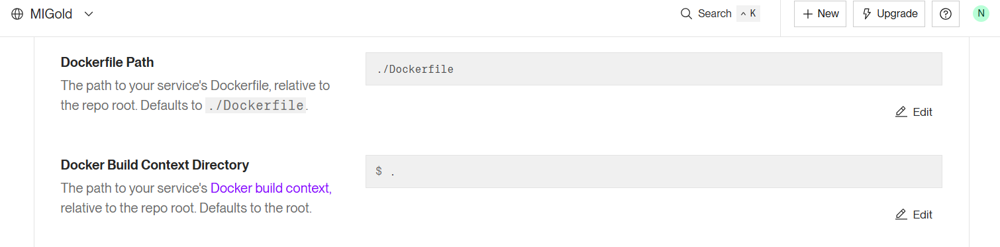 MIGold
Search ^ K
+ New
Upgrade
?
N
Dockerfile Path
The path to your service's Dockerfile, relative to
the repo root. Defaults to ./Dockerfile.
./Dockerfile
Edit
Docker Build Context Directory
The path to your service's Docker build context,
relative to the repo root. Defaults to the root.
$ .
Edit